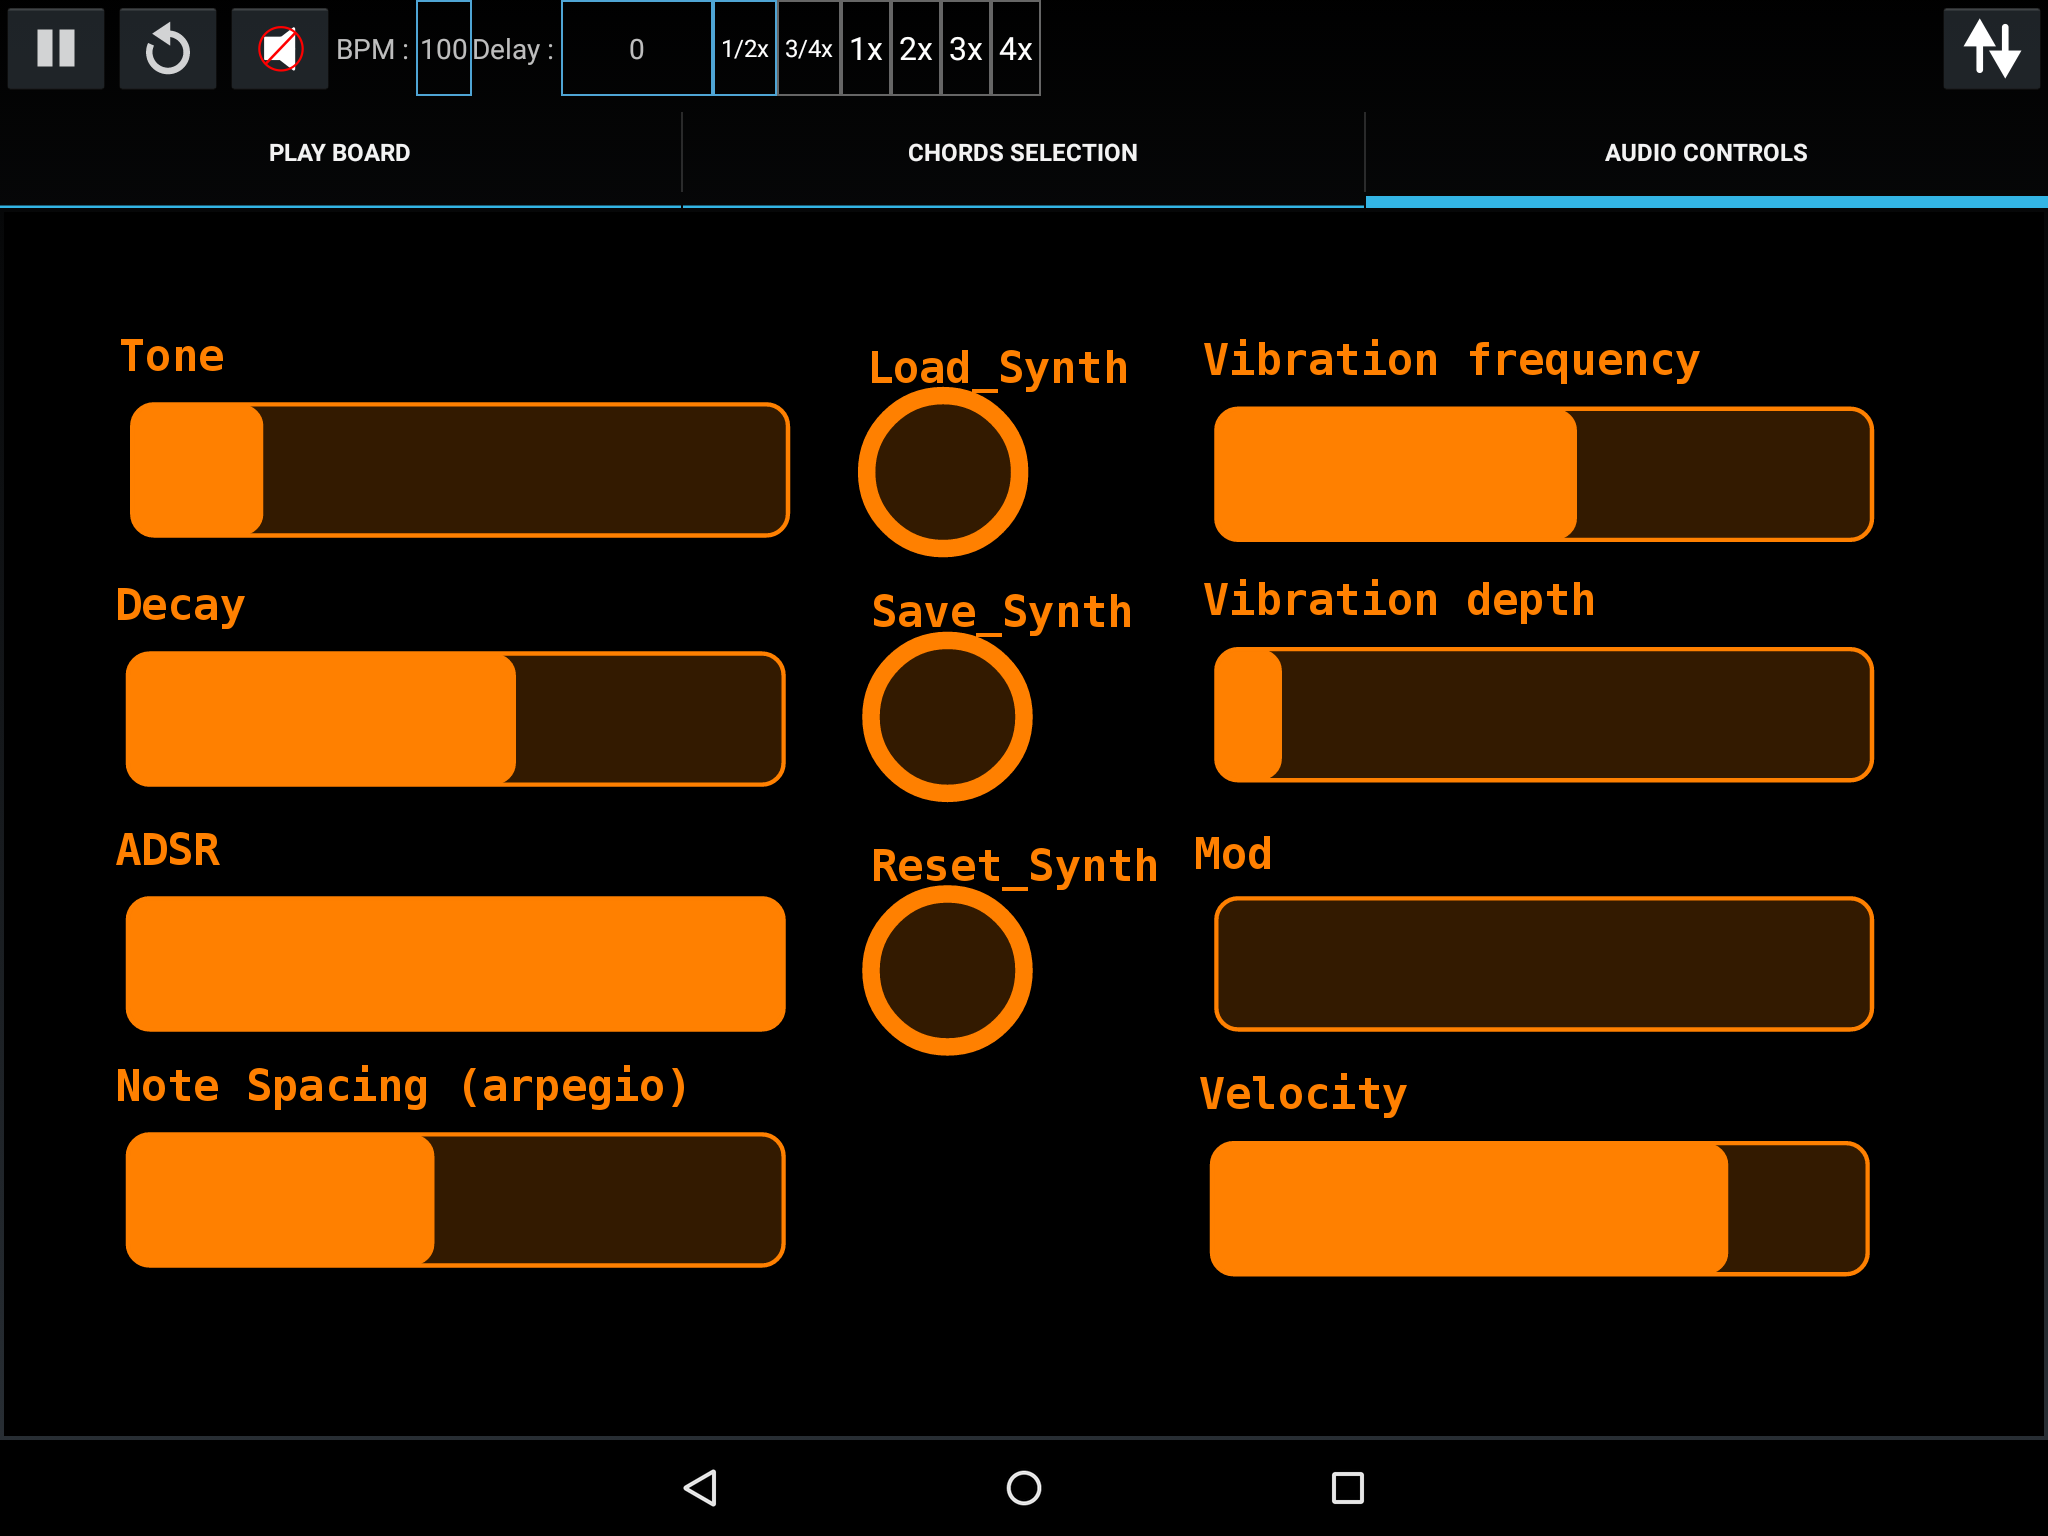 BPM : 100 Delay : 0 1/2x 3/4x 1x 2x 3x 4x
PLAY BOARD CHORDS SELECTION AUDIO CONTROLS
Tone
Load_Synth
Vibration frequency
Decay
Save_Synth
Vibration depth
ADSR
Reset_Synth
Mod
Note Spacing (arpegio)
Velocity